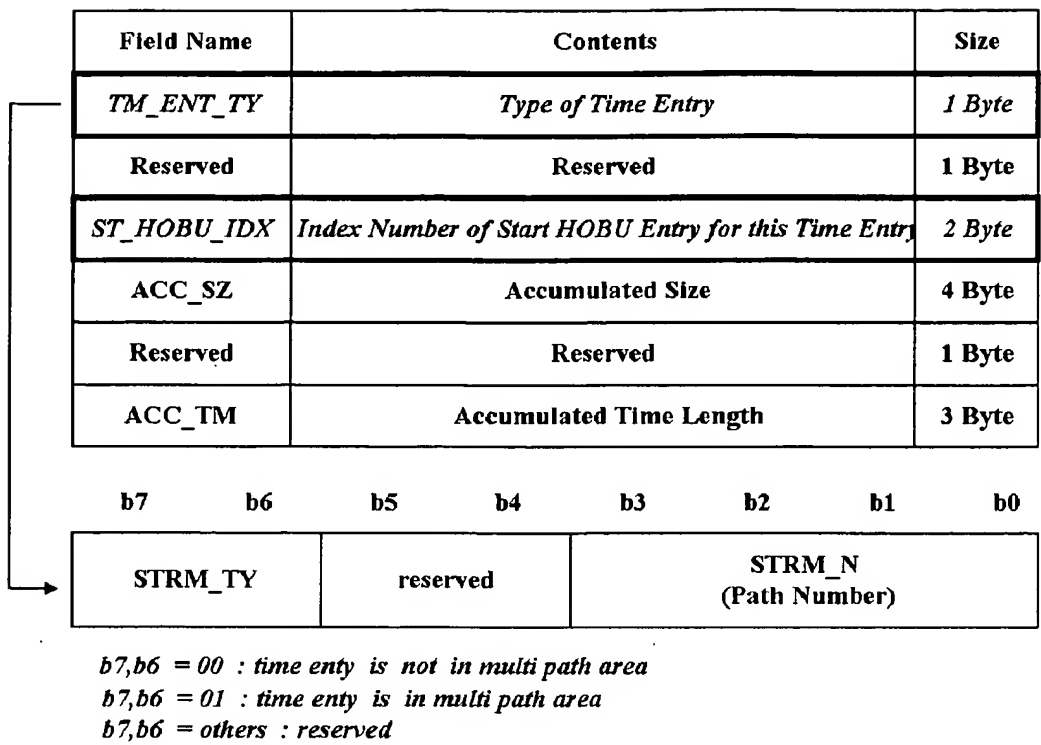 Field Name Contents Size
TM_ENT_TY Type of Time Entry 1 Byte
Reserved Reserved 1 Byte
ST_HOBU_IDX Index Number of Start HOBU Entry for this Time Entry 2 Byte
ACC_SZ Accumulated Size 4 Byte
Reserved Reserved 1 Byte
ACC_TM Accumulated Time Length 3 Byte
b7 b6 b5 b4 b3 b2 b1 b0
STRM_TY reserved STRM_N
(Path Number)
b7,b6 = 00 : time enty is not in multi path area
b7,b6 = 01 : time enty is in multi path area
b7,b6 = others : reserved